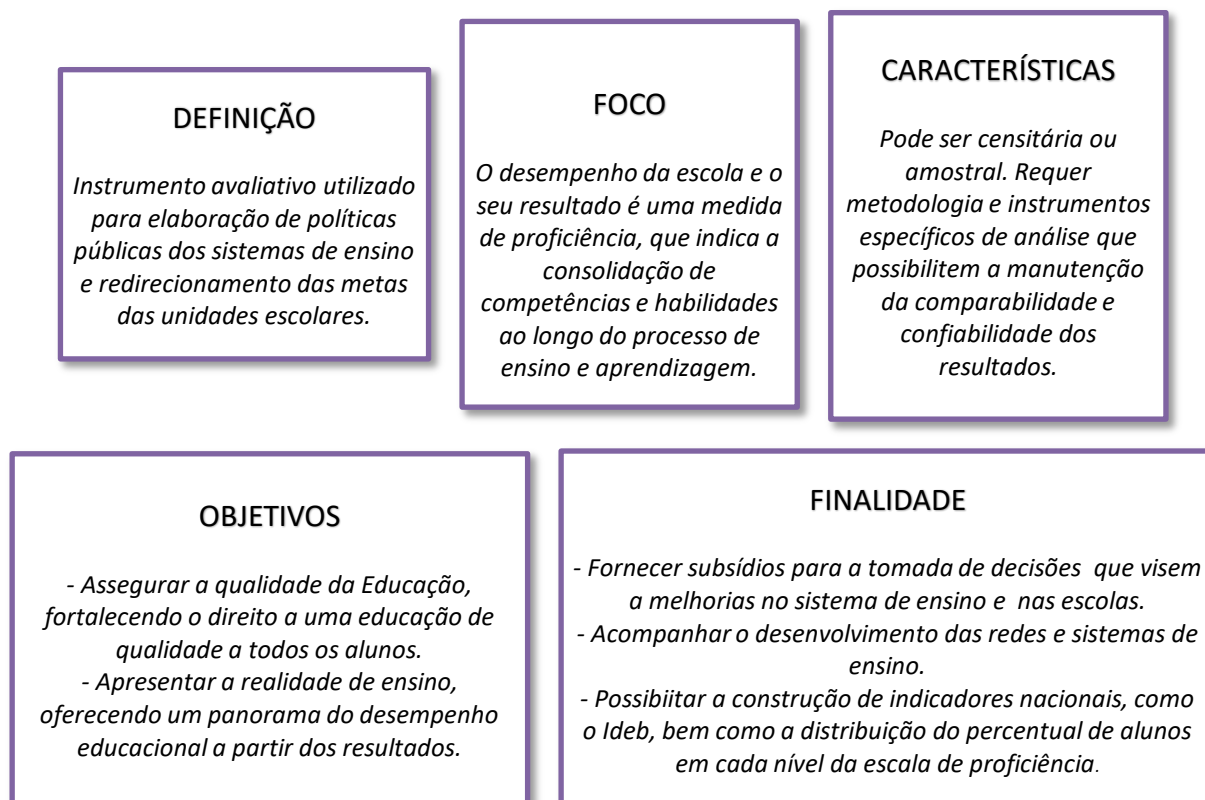 DEFINIÇÃO
Instrumento avaliativo utilizado
para elaboração de políticas
públicas dos sistemas de ensino
e redirecionamento das metas
das unidades escolares.
FOCO
O desempenho da escola e o
seu resultado é uma medida
de proficiência, que indica a
consolidação de
competências e habilidades
ao longo do processo de
ensino e aprendizagem.
CARACTERÍSTICAS
Pode ser censitária ou
amostral. Requer
metodologia e instrumentos
específicos de análise que
possibilitem a manutenção
da comparabilidade e
confiabilidade dos
resultados.
OBJETIVOS
- Assegurar a qualidade da Educação,
fortalecendo o direito a uma educação de
qualidade a todos os alunos.
- Apresentar a realidade de ensino,
oferecendo um panorama do desempenho
educacional a partir dos resultados.
FINALIDADE
- Fornecer subsídios para a tomada de decisões que visem
a melhorias no sistema de ensino e nas escolas.
- Acompanhar o desenvolvimento das redes e sistemas de
ensino.
- Possibiitar a construção de indicadores nacionais, como
o Ideb, bem como a distribuição do percentual de alunos
em cada nível da escala de proficiência.